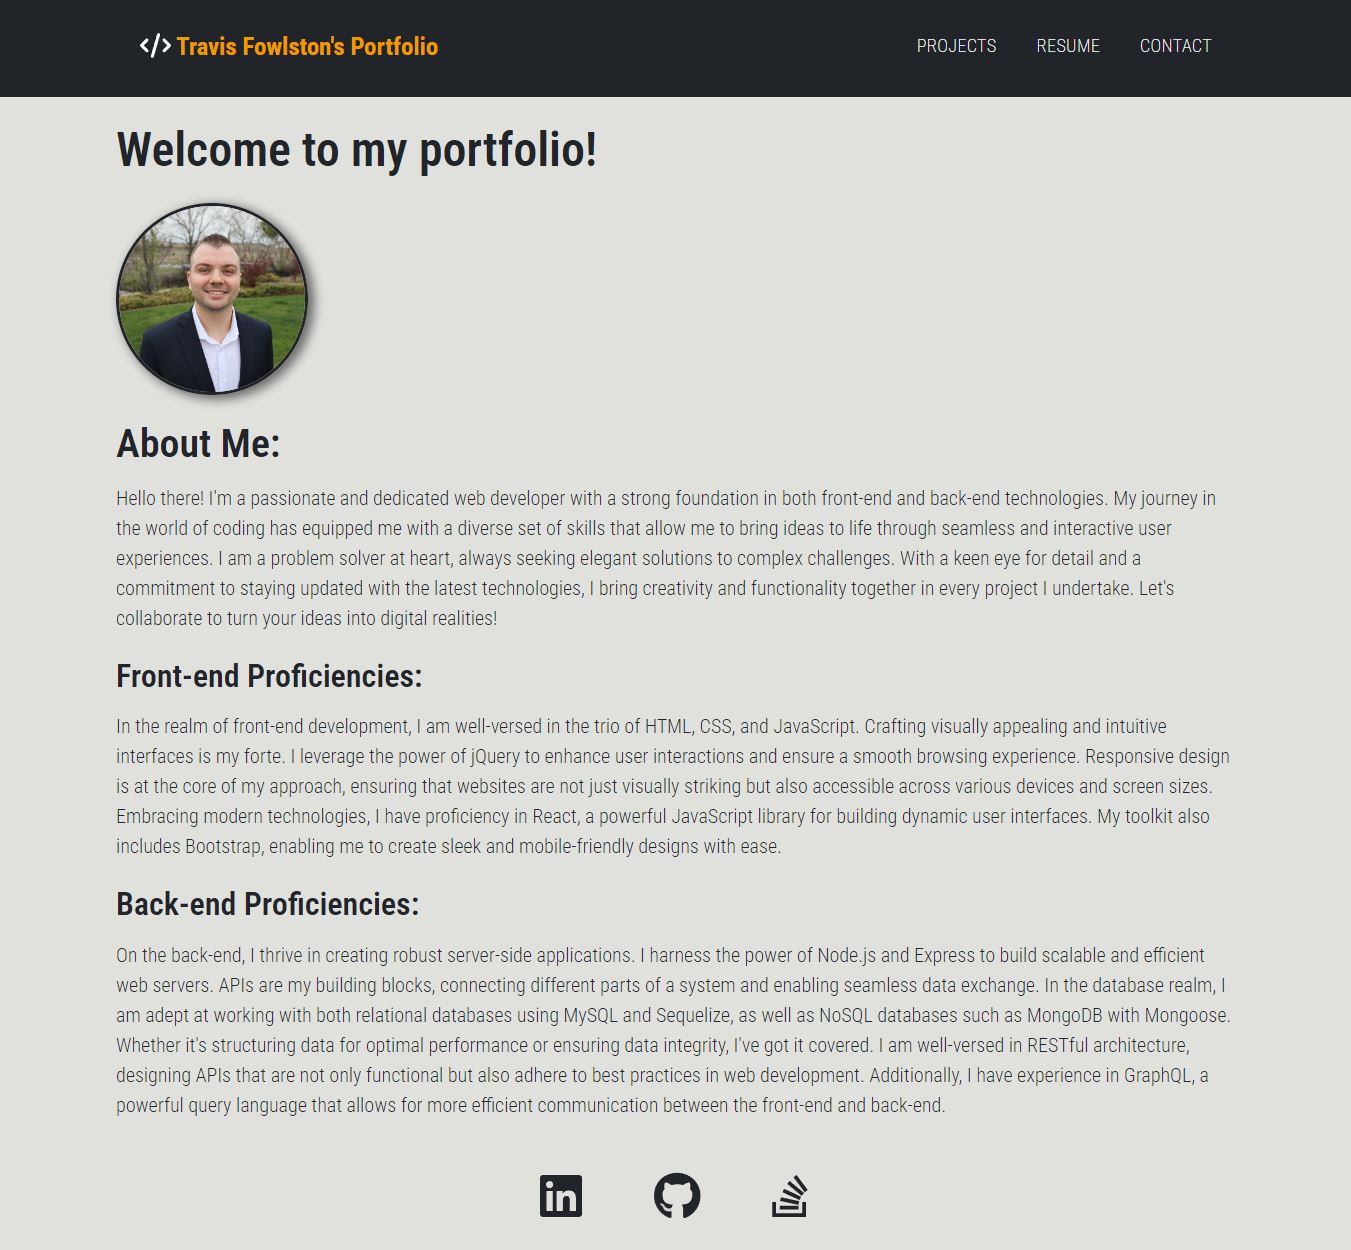 </> Travis Fowlston's Portfolio
PROJECTS RESUME CONTACT
Welcome to my portfolio!
About Me:
Hello there! I'm a passionate and dedicated web developer with a strong foundation in both front-end and back-end technologies. My journey in
the world of coding has equipped me with a diverse set of skills that allow me to bring ideas to life through seamless and interactive user
experiences. I am a problem solver at heart, always seeking elegant solutions to complex challenges. With a keen eye for detail and a
commitment to staying updated with the latest technologies, I bring creativity and functionality together in every project I undertake. Let's
collaborate to turn your ideas into digital realities!
Front-end Proficiencies:
In the realm of front-end development, I am well-versed in the trio of HTML, CSS, and JavaScript. Crafting visually appealing and intuitive
interfaces is my forte. I leverage the power of jQuery to enhance user interactions and ensure a smooth browsing experience. Responsive design
is at the core of my approach, ensuring that websites are not just visually striking but also accessible across various devices and screen sizes.
Embracing modern technologies, I have proficiency in React, a powerful JavaScript library for building dynamic user interfaces. My toolkit also
includes Bootstrap, enabling me to create sleek and mobile-friendly designs with ease.
Back-end Proficiencies:
On the back-end, I thrive in creating robust server-side applications. I harness the power of Node.js and Express to build scalable and efficient
web servers. APIs are my building blocks, connecting different parts of a system and enabling seamless data exchange. In the database realm, I
am adept at working with both relational databases using MySQL and Sequelize, as well as NoSQL databases such as MongoDB with Mongoose.
Whether it's structuring data for optimal performance or ensuring data integrity, I've got it covered. I am well-versed in RESTful architecture,
designing APIs that are not only functional but also adhere to best practices in web development. Additionally, I have experience in GraphQL, a
powerful query language that allows for more efficient communication between the front-end and back-end.
in